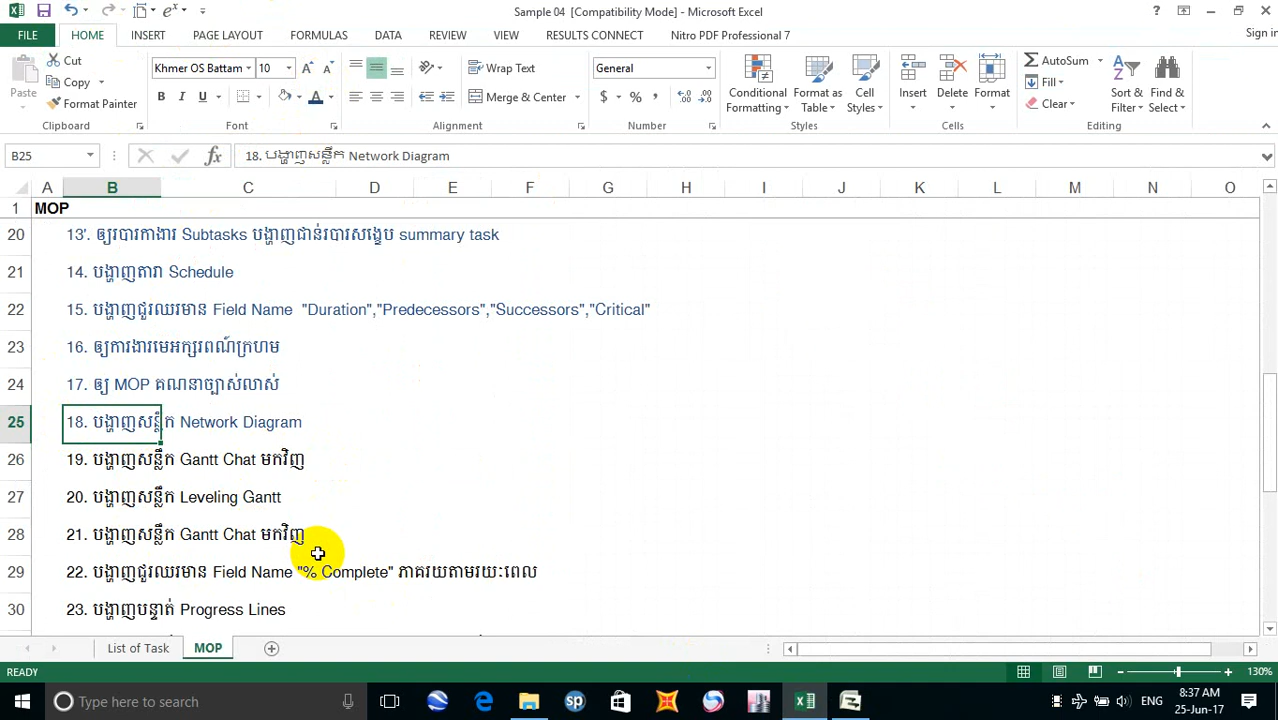 Sample 04 [Compatibility Mode] - Microsoft Excel
FILE HOME INSERT PAGE LAYOUT FORMULAS DATA REVIEW VIEW RESULTS CONNECT Nitro PDF Professional 7 Sign in
Paste Cut Copy Format Painter
Khmer OS Battam 10
B I U A
Wrap Text
Merge & Center
General
$ % ,
Conditional Formatting Format as Table Cell Styles
Insert Delete Format
AutoSum Fill Clear
Sort & Filter Find & Select
Clipboard Font Alignment Number Styles Cells Editing
B25 fx 18. បង្ហាញសន្លឹក Network Diagram
A B C D E F G H I J K L M N O
1 MOP
20 13'. ឲ្យរបារកាងារ Subtasks បង្ហាញជាន់របារសង្ខេប summary task
21 14. បង្ហាញតារា Schedule
22 15. បង្ហាញជួរឈរមាន Field Name "Duration","Predecessors","Successors","Critical"
23 16. ឲ្យការងារមេអក្សរពណ៍ក្រហម
24 17. ឲ្យ MOP គណនាច្បាស់លាស់
25 18. បង្ហាញសន្លឹក Network Diagram
26 19. បង្ហាញសន្លឹក Gantt Chat មកវិញ
27 20. បង្ហាញសន្លឹក Leveling Gantt
28 21. បង្ហាញសន្លឹក Gantt Chat មកវិញ
29 22. បង្ហាញជួរឈរមាន Field Name "% Complete" ភាគរយតាមរយៈពេល
30 23. បង្ហាញបន្ទាត់ Progress Lines
List of Task MOP
READY 130%
Type here to search ENG 8:37 AM
25-Jun-17